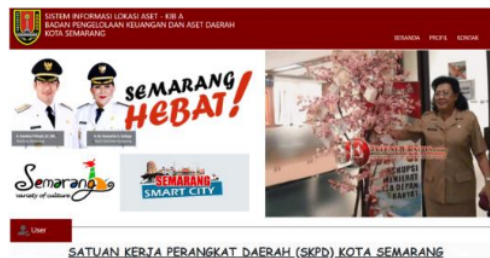 SISTEM INFORMASI LOKASI ASET - KIB A
BADAN PENGELOLAAN KEUANGAN DAN ASET DAERAH
KOTA SEMARANG
BERANDA PROFIL KONTAK
SEMARANG
HEBAT!
Semarang
variety of culture
SEMARANG
SMART CITY
User
SATUAN KERJA PERANGKAT DAERAH (SKPD) KOTA SEMARANG